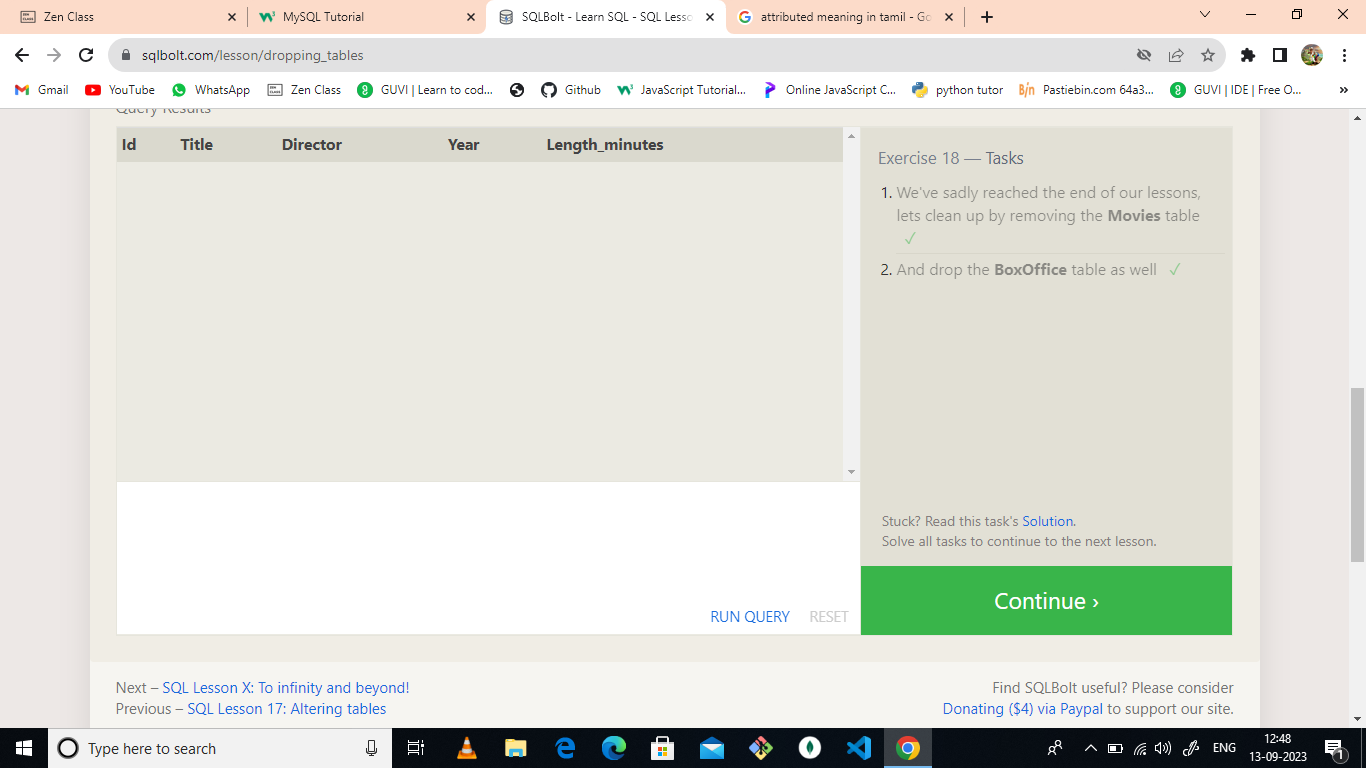 Zen Class
MySQL Tutorial
SQLBolt - Learn SQL - SQL Lesso
attributed meaning in tamil - Go
sqlbolt.com/lesson/dropping_tables
Gmail
YouTube
WhatsApp
Zen Class
GUVI | Learn to cod...
Github
JavaScript Tutorial...
Online JavaScript C...
python tutor
Pastiebin.com 64a3...
GUVI | IDE | Free O...
»
Query Results
Id Title Director Year Length_minutes
Exercise 18 — Tasks
1. We've sadly reached the end of our lessons,
lets clean up by removing the Movies table
✓
2. And drop the BoxOffice table as well ✓
Stuck? Read this task's Solution.
Solve all tasks to continue to the next lesson.
RUN QUERY RESET
Continue ›
Next – SQL Lesson X: To infinity and beyond!
Previous – SQL Lesson 17: Altering tables
Find SQLBolt useful? Please consider
Donating ($4) via Paypal to support our site.
Type here to search
ENG
12:48
13-09-2023
1